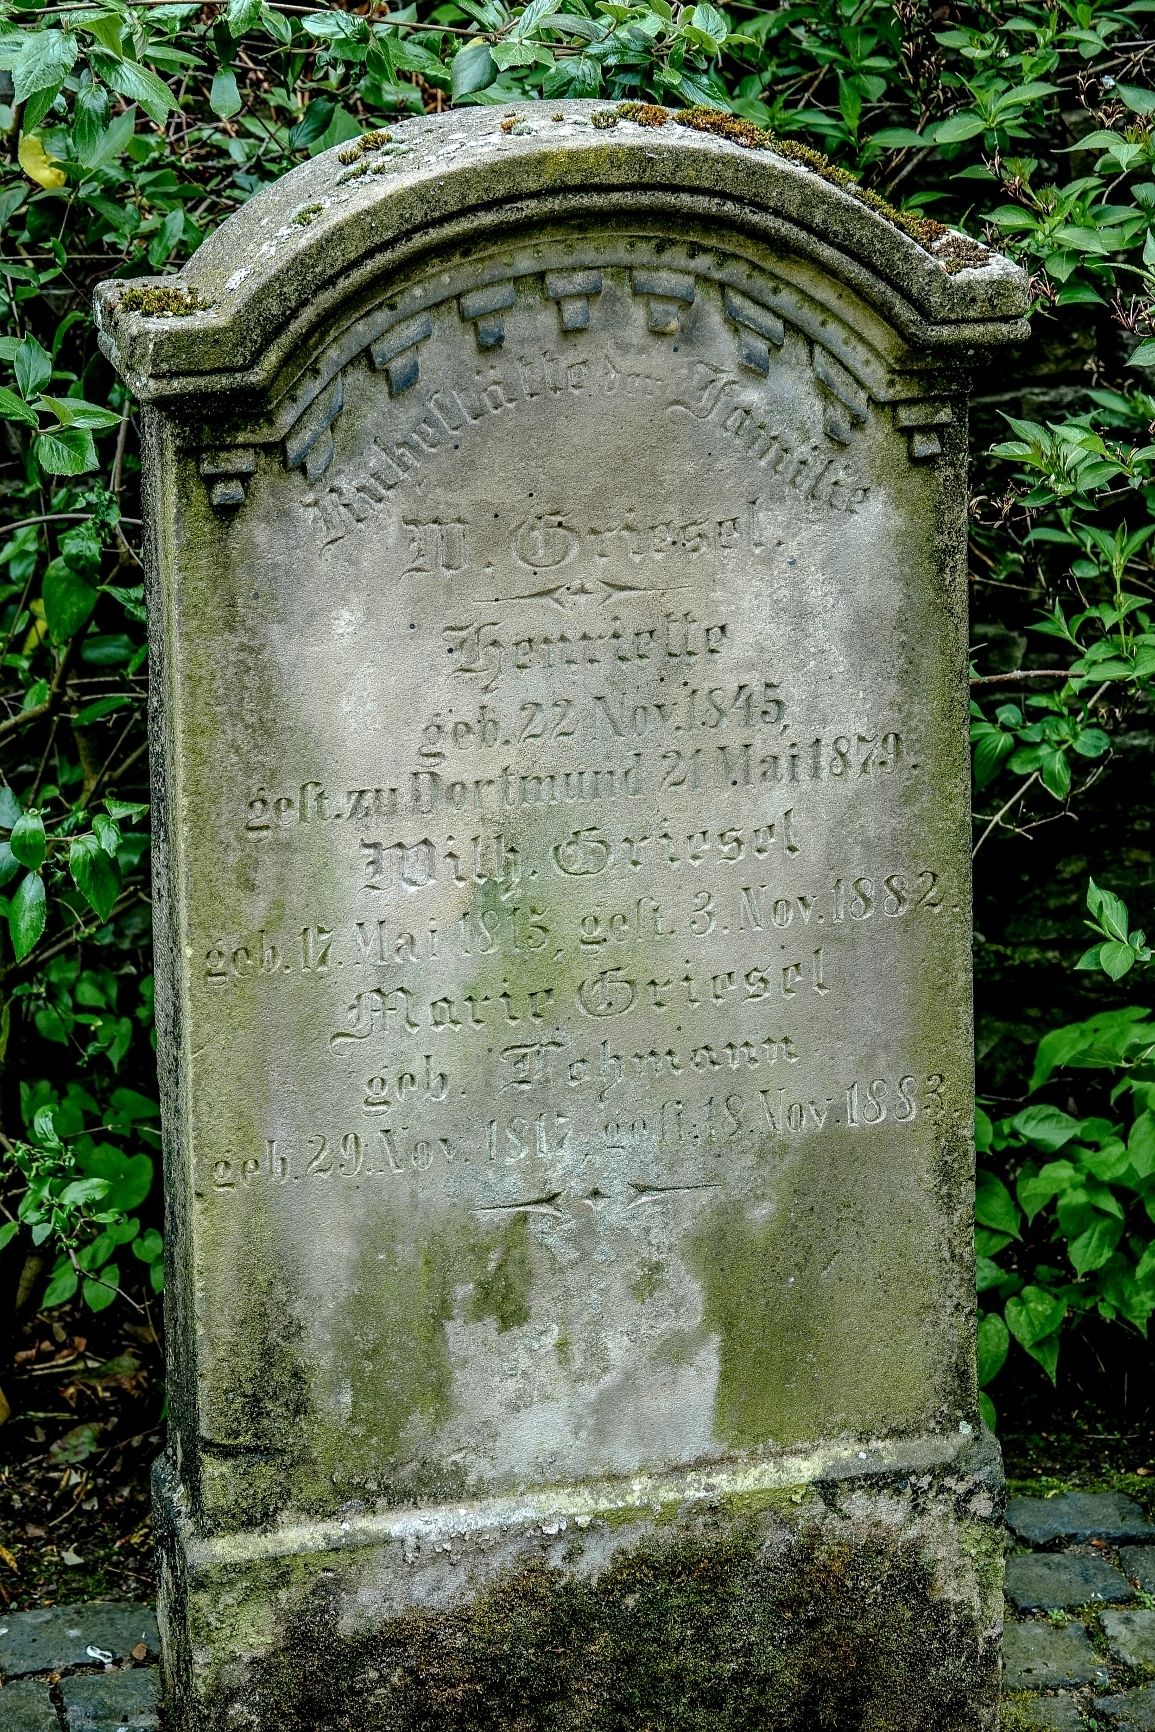 Ruhestätte der Familie
W. Griesel.
Henriette
geb. 22 Nov. 1845,
gest. zu Dortmund 21 Mai 1879.
Wilh. Griesel
geb. 17. Mai 1815, gest. 3. Nov. 1882.
Marie Griesel
geb. Lohmann
geb. 29. Nov. 1817, gest. 18. Nov. 1883.